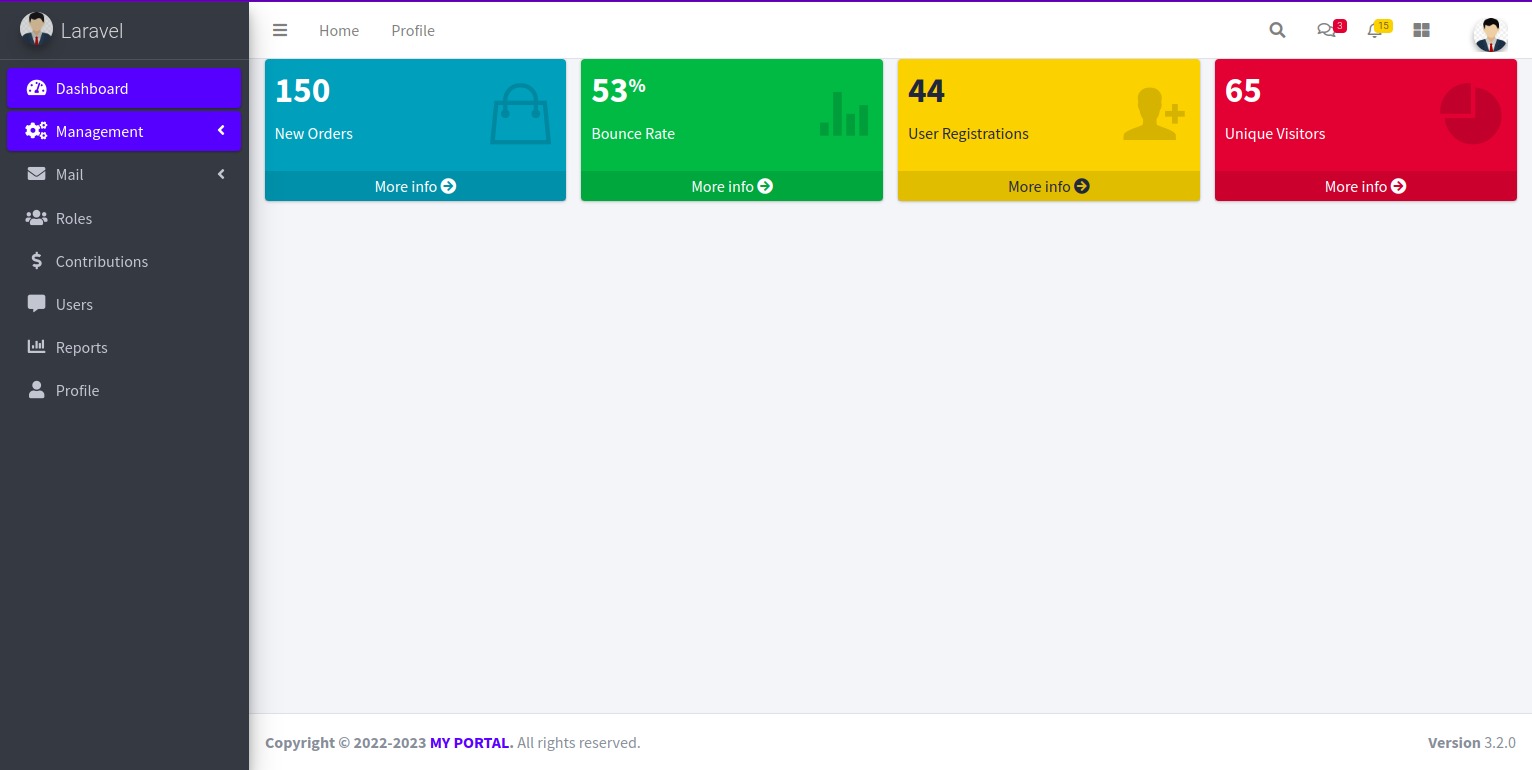 Laravel
Home Profile 3 15
Dashboard
Management
Mail
Roles
Contributions
Users
Reports
Profile
150
New Orders
More info
53%
Bounce Rate
More info
44
User Registrations
More info
65
Unique Visitors
More info
Copyright © 2022-2023 MY PORTAL. All rights reserved.
Version 3.2.0